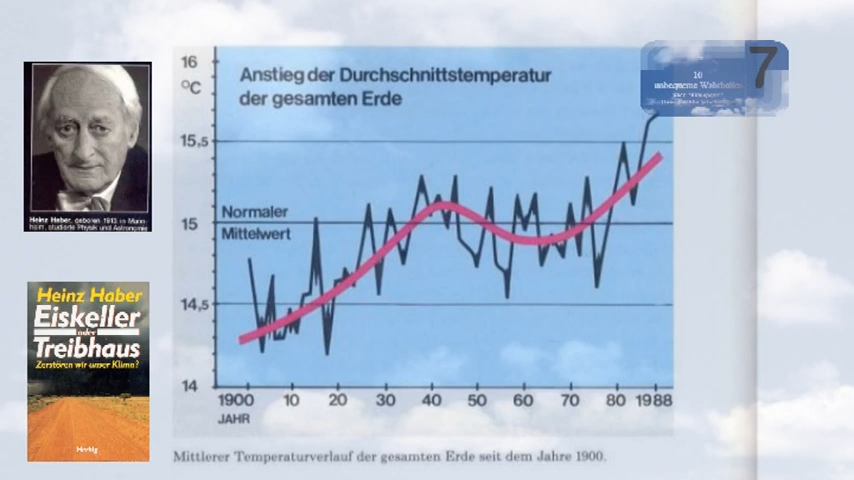 16
°C
Anstieg der Durchschnittstemperatur
der gesamten Erde
7
10
unbequeme Wahrheiten
15,5
Normaler
Mittelwert
15
14,5
14
1900 10 20 30 40 50 60 70 80 1988
JAHR
Mittlerer Temperaturverlauf der gesamten Erde seit dem Jahre 1900.
Heinz Haber, geboren 1913 in Mann-
heim, studierte Physik und Astronomie
Heinz Haber
Eiskeller
oder
Treibhaus
Zerstören wir unser Klima?
Herbig